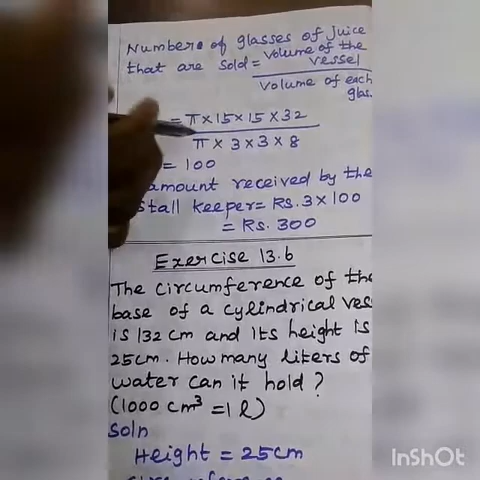 Numbers of glasses of juice
that are sold = Volume of the vessel
volume of each glas
= π × 15 × 15 × 32
π × 3 × 3 × 8
= 100
amount received by the
stall keeper = Rs. 3 × 100
= Rs. 300
Exercise 13.6
The circumference of the
base of a cylindrical ves
is 132 cm and its height is
25cm. How many liters of
water can it hold?
(1000 cm³ = 1 l)
Soln
Height = 25cm
InShOt